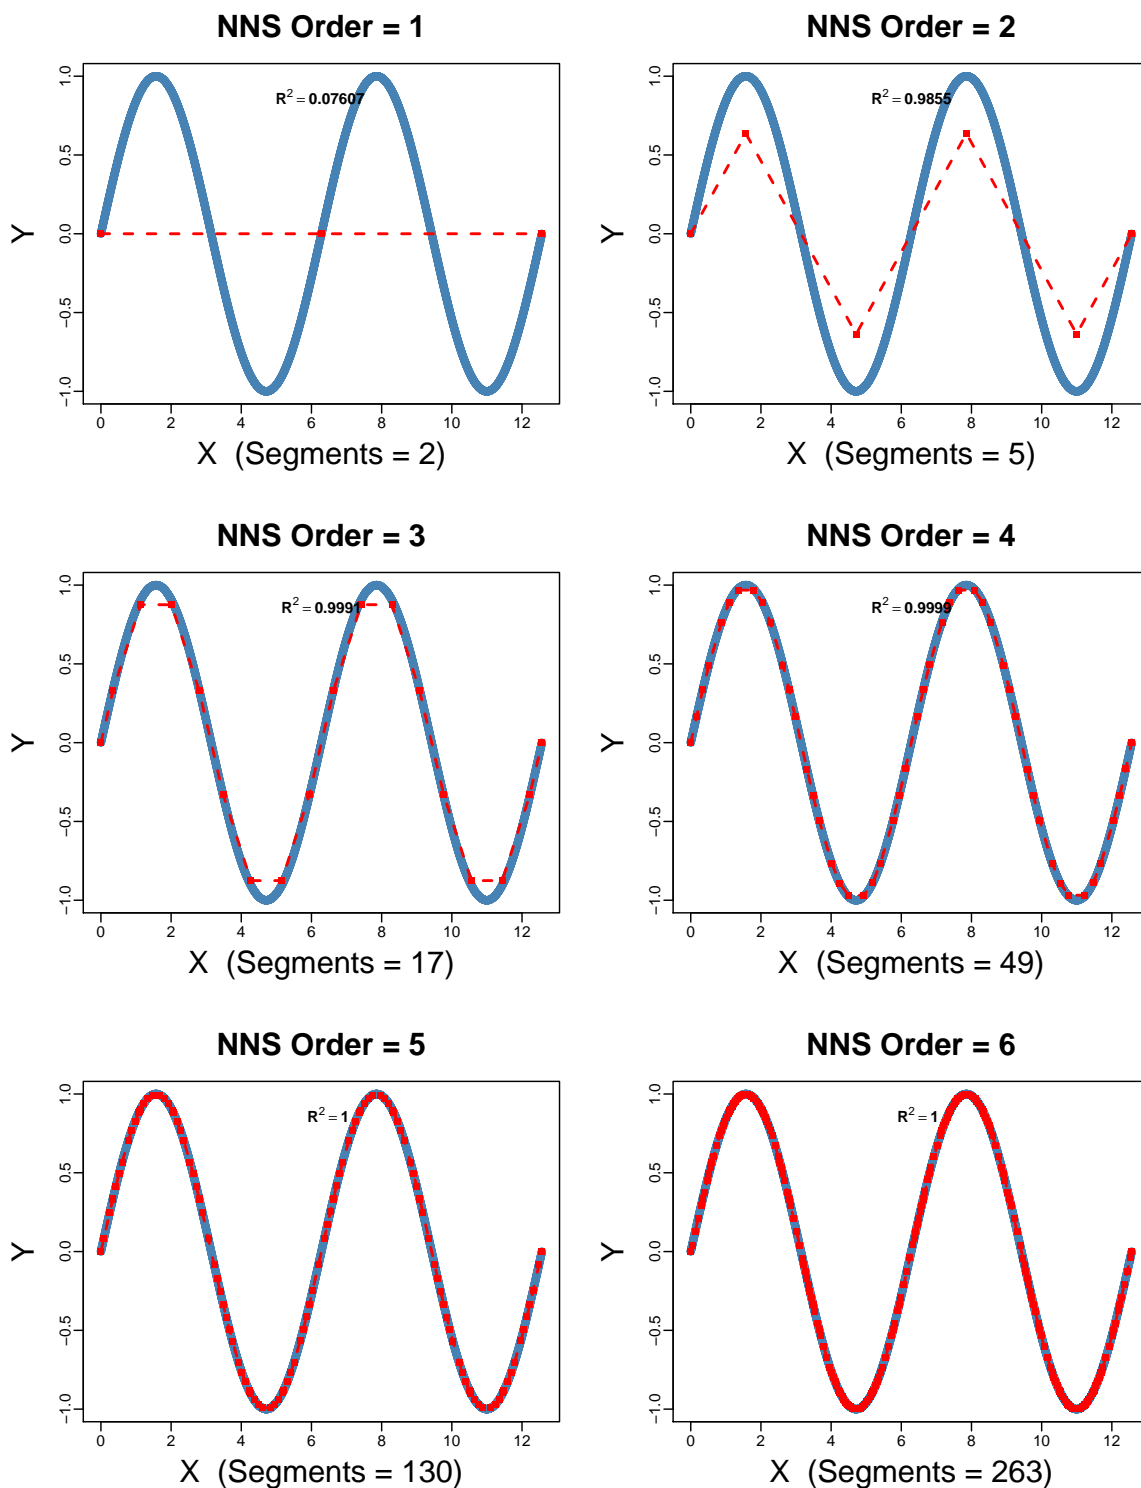 NNS Order = 1
R² = 0.07607
Y
1.0
0.5
0.0
−0.5
−1.0
0 2 4 6 8 10 12
X (Segments = 2)
NNS Order = 2
R² = 0.9855
Y
1.0
0.5
0.0
−0.5
−1.0
0 2 4 6 8 10 12
X (Segments = 5)
NNS Order = 3
R² = 0.9991
Y
1.0
0.5
0.0
−0.5
−1.0
0 2 4 6 8 10 12
X (Segments = 17)
NNS Order = 4
R² = 0.9999
Y
1.0
0.5
0.0
−0.5
−1.0
0 2 4 6 8 10 12
X (Segments = 49)
NNS Order = 5
R² = 1
Y
1.0
0.5
0.0
−0.5
−1.0
0 2 4 6 8 10 12
X (Segments = 130)
NNS Order = 6
R² = 1
Y
1.0
0.5
0.0
−0.5
−1.0
0 2 4 6 8 10 12
X (Segments = 263)